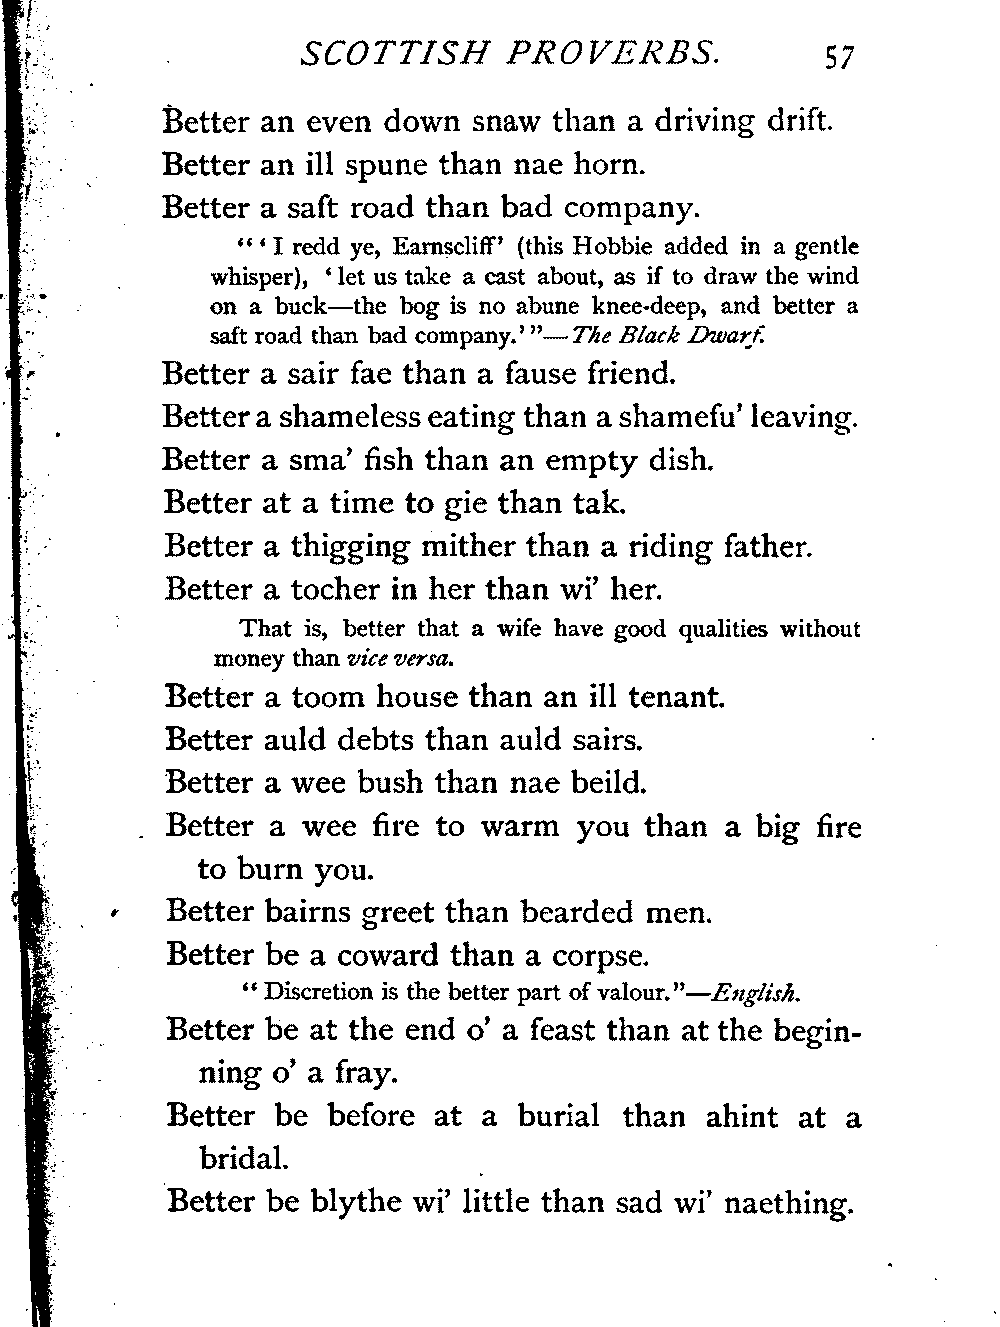 SCOTTISH PROVERBS. 57
Better an even down snaw than a driving drift.
Better an ill spune than nae horn.
Better a saft road than bad company.
“‘I redd ye, Earnscliff’ (this Hobbie added in a gentle
whisper), ‘let us take a cast about, as if to draw the wind
on a buck—the bog is no abune knee-deep, and better a
saft road than bad company.’”—The Black Dwarf.
Better a sair fae than a fause friend.
Better a shameless eating than a shamefu’ leaving.
Better a sma’ fish than an empty dish.
Better at a time to gie than tak.
Better a thigging mither than a riding father.
Better a tocher in her than wi’ her.
That is, better that a wife have good qualities without
money than vice versa.
Better a toom house than an ill tenant.
Better auld debts than auld sairs.
Better a wee bush than nae beild.
Better a wee fire to warm you than a big fire
to burn you.
Better bairns greet than bearded men.
Better be a coward than a corpse.
“Discretion is the better part of valour.”—English.
Better be at the end o’ a feast than at the begin-
ning o’ a fray.
Better be before at a burial than ahint at a
bridal.
Better be blythe wi’ little than sad wi’ naething.